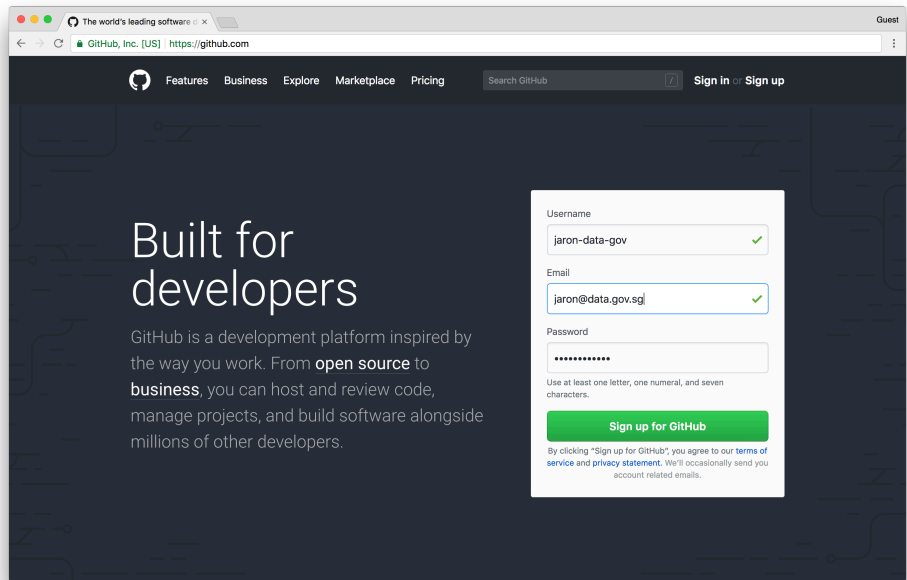 The world's leading software d
Guest
GitHub, Inc. [US] | https://github.com
Features Business Explore Marketplace Pricing Search GitHub / Sign in or Sign up
Built for
developers
GitHub is a development platform inspired by
the way you work. From open source to
business, you can host and review code,
manage projects, and build software alongside
millions of other developers.
Username
jaron-data-gov
Email
jaron@data.gov.sg
Password
••••••••••••
Use at least one letter, one numeral, and seven
characters.
Sign up for GitHub
By clicking “Sign up for GitHub”, you agree to our terms of
service and privacy statement. We'll occasionally send you
account related emails.